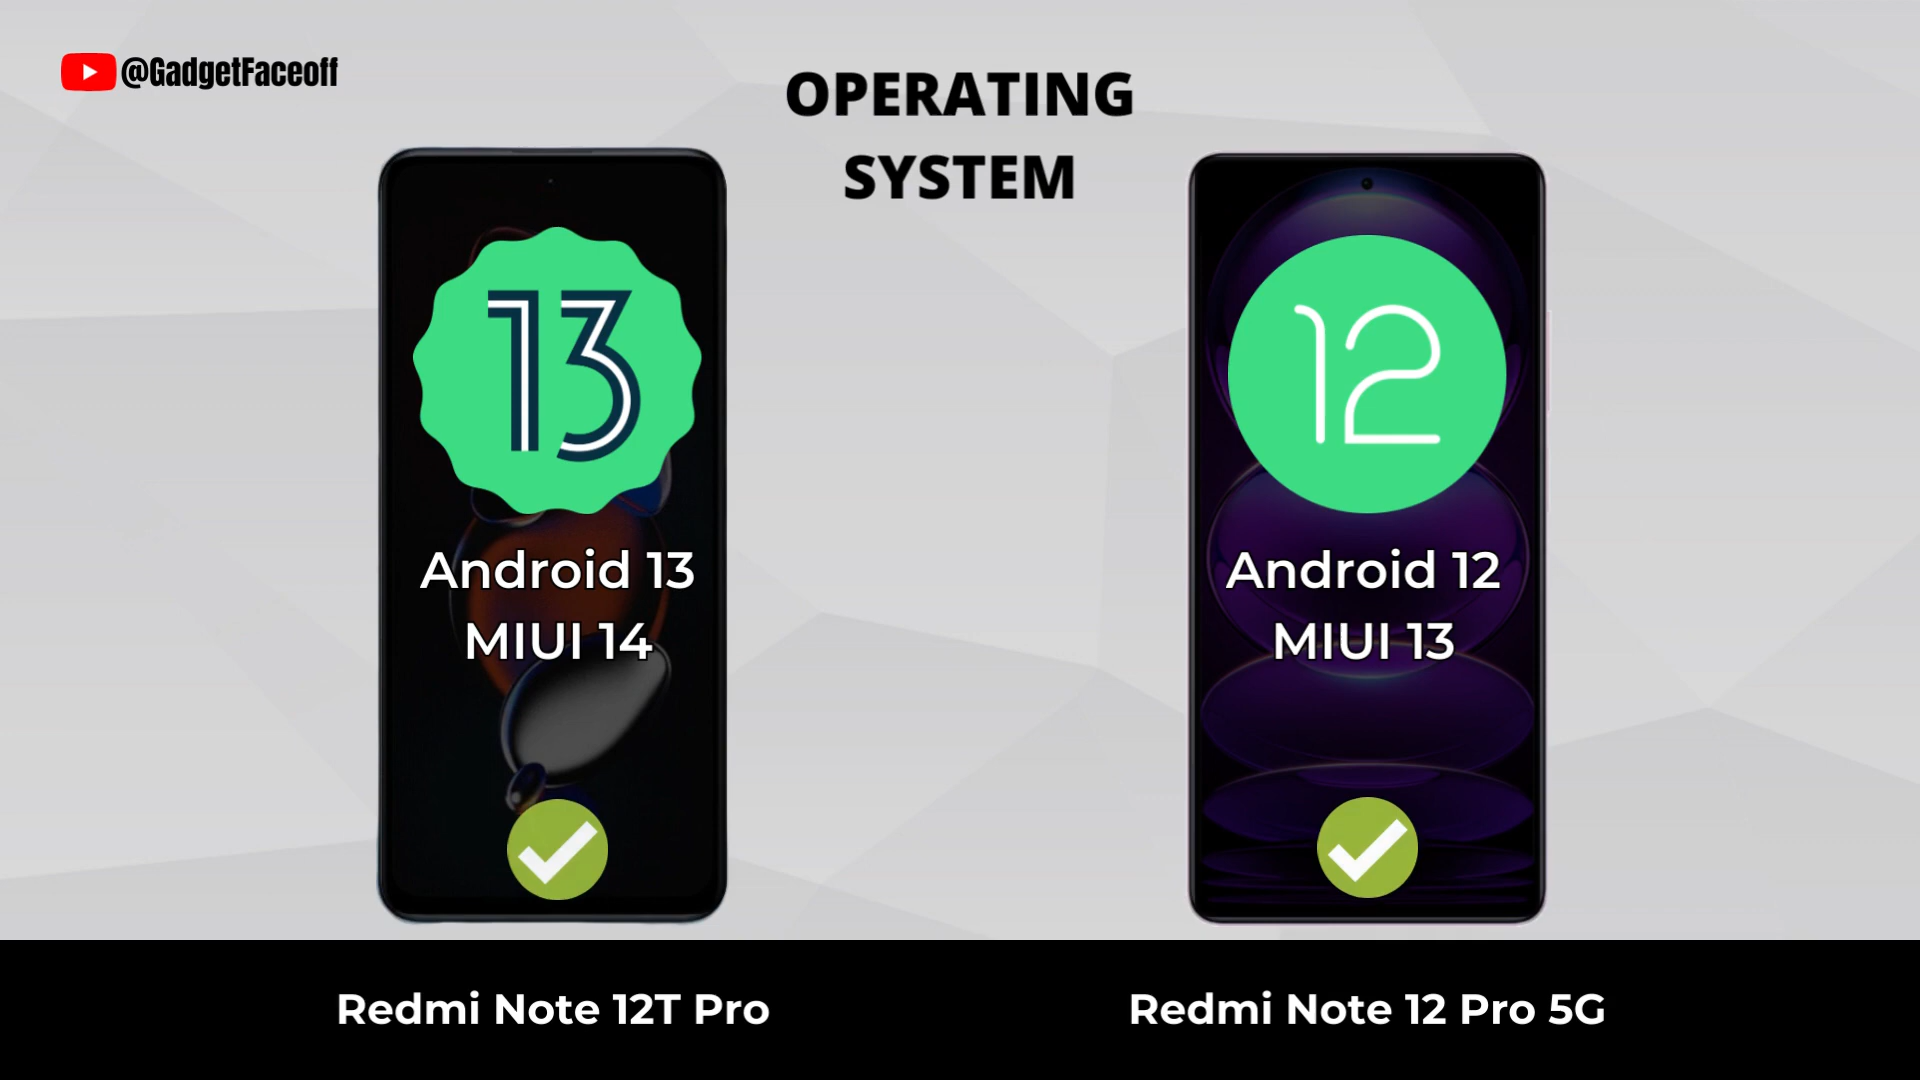 @GadgetFaceoff
OPERATING
SYSTEM
13
12
Android 13
MIUI 14
Android 12
MIUI 13
Redmi Note 12T Pro
Redmi Note 12 Pro 5G